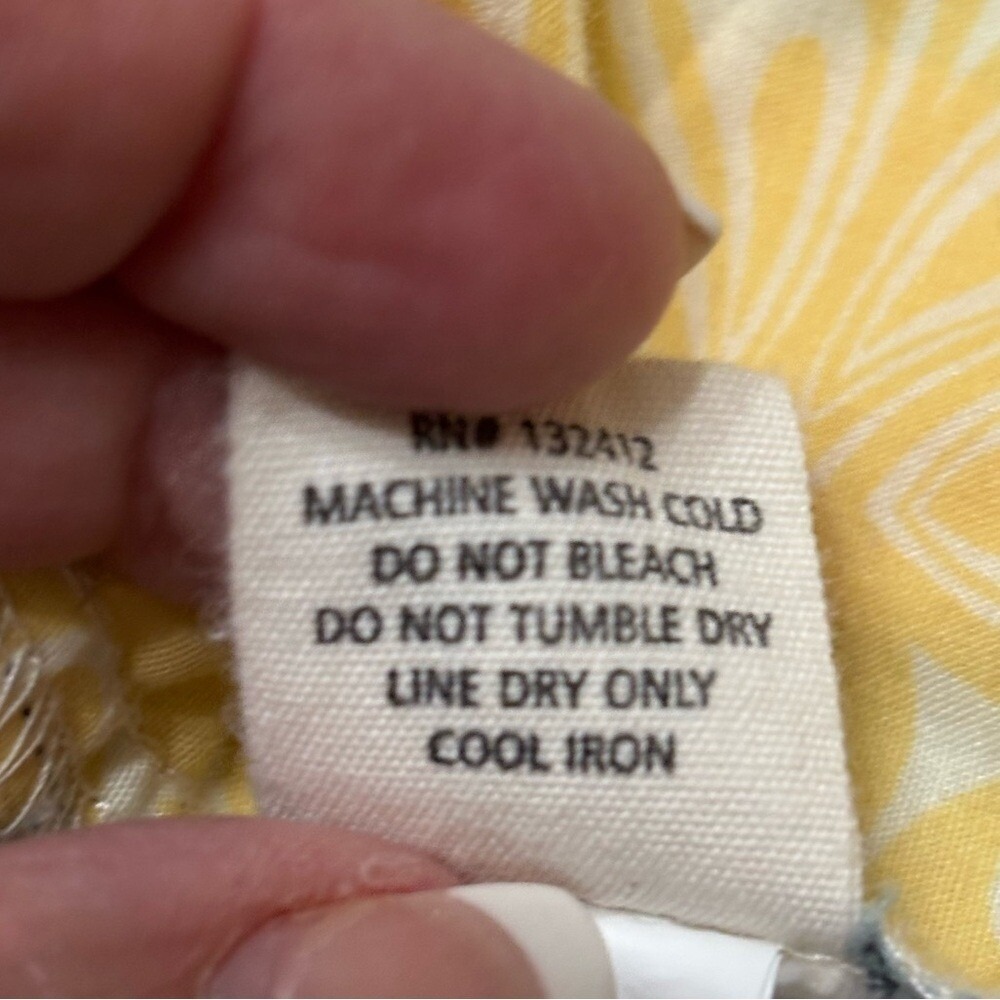 RN# 132412
MACHINE WASH COLD
DO NOT BLEACH
DO NOT TUMBLE DRY
LINE DRY ONLY
COOL IRON